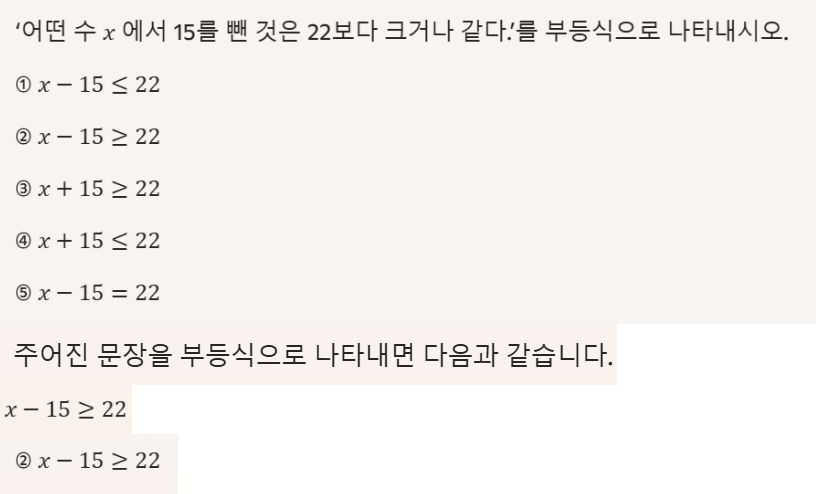 ‘어떤 수 x 에서 15를 뺀 것은 22보다 크거나 같다.’를 부등식으로 나타내시오.
① x − 15 ≤ 22
② x − 15 ≥ 22
③ x + 15 ≥ 22
④ x + 15 ≤ 22
⑤ x − 15 = 22
주어진 문장을 부등식으로 나타내면 다음과 같습니다.
x − 15 ≥ 22
② x − 15 ≥ 22